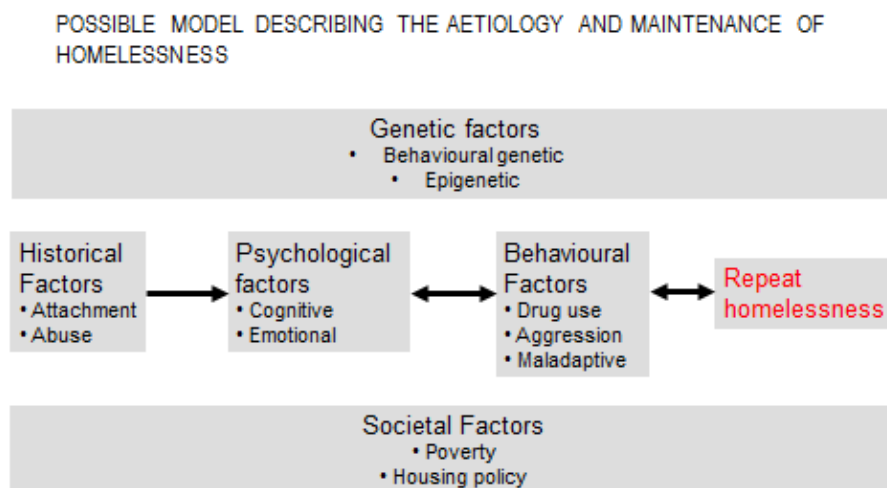 POSSIBLE MODEL DESCRIBING THE AETIOLOGY AND MAINTENANCE OF
HOMELESSNESS
Genetic factors
• Behavioural genetic
• Epigenetic
Historical
Factors
• Attachment
• Abuse
Psychological
factors
• Cognitive
• Emotional
Behavioural
Factors
• Drug use
• Aggression
• Maladaptive
Repeat
homelessness
Societal Factors
• Poverty
• Housing policy